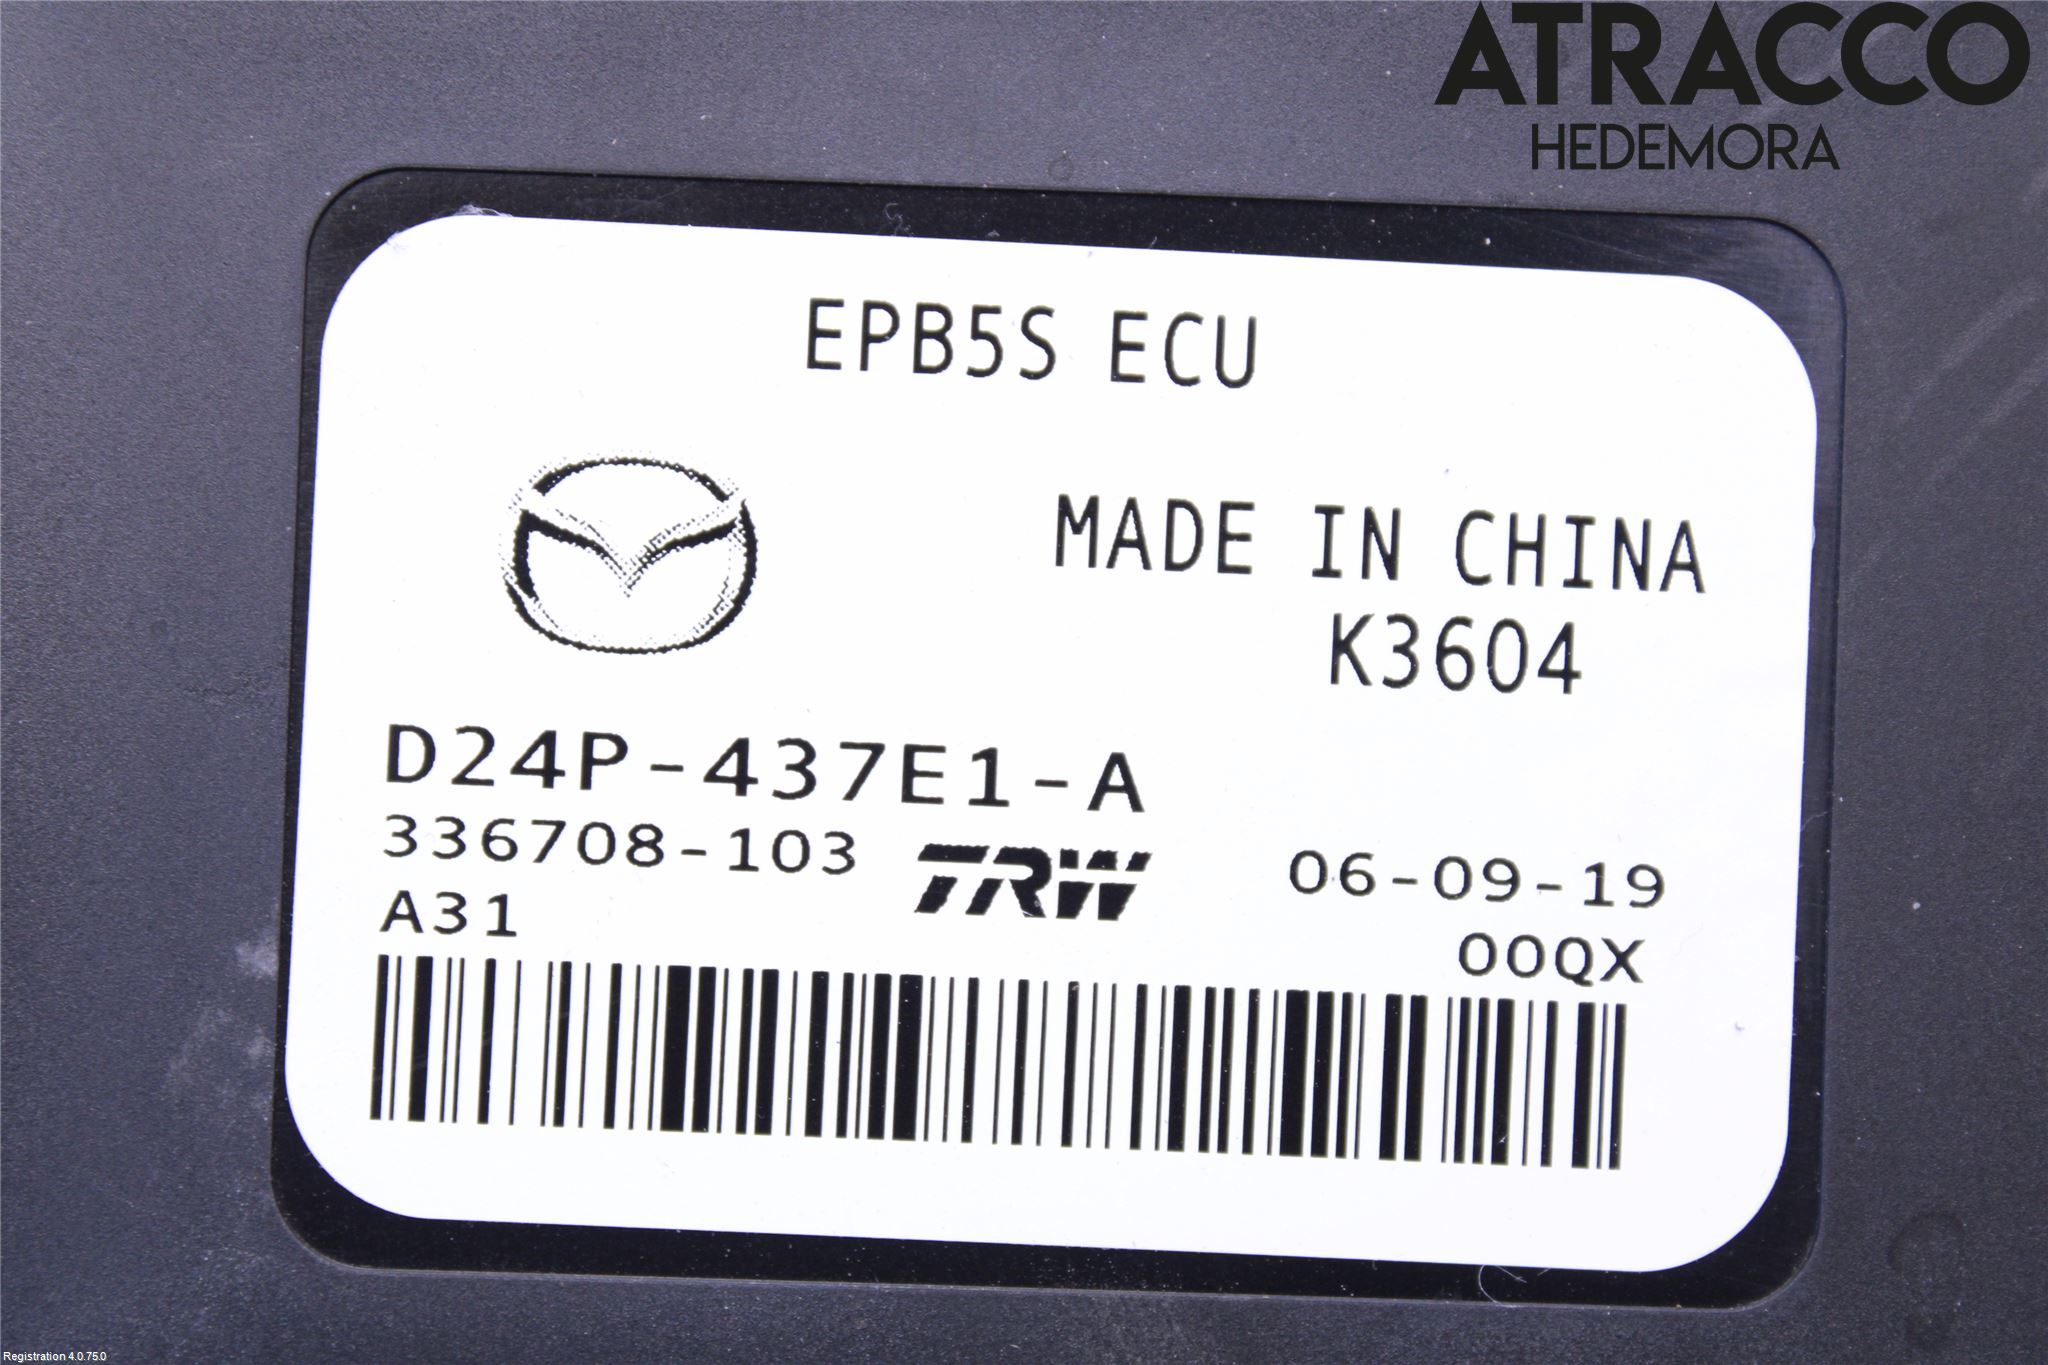 ATRACCO
HEDEMORA
EPB5S ECU
MADE IN CHINA
K3604
D24P-437E1-A
336708-103
TRW
06-09-19
A31
00QX
Registration 4.0.75.0